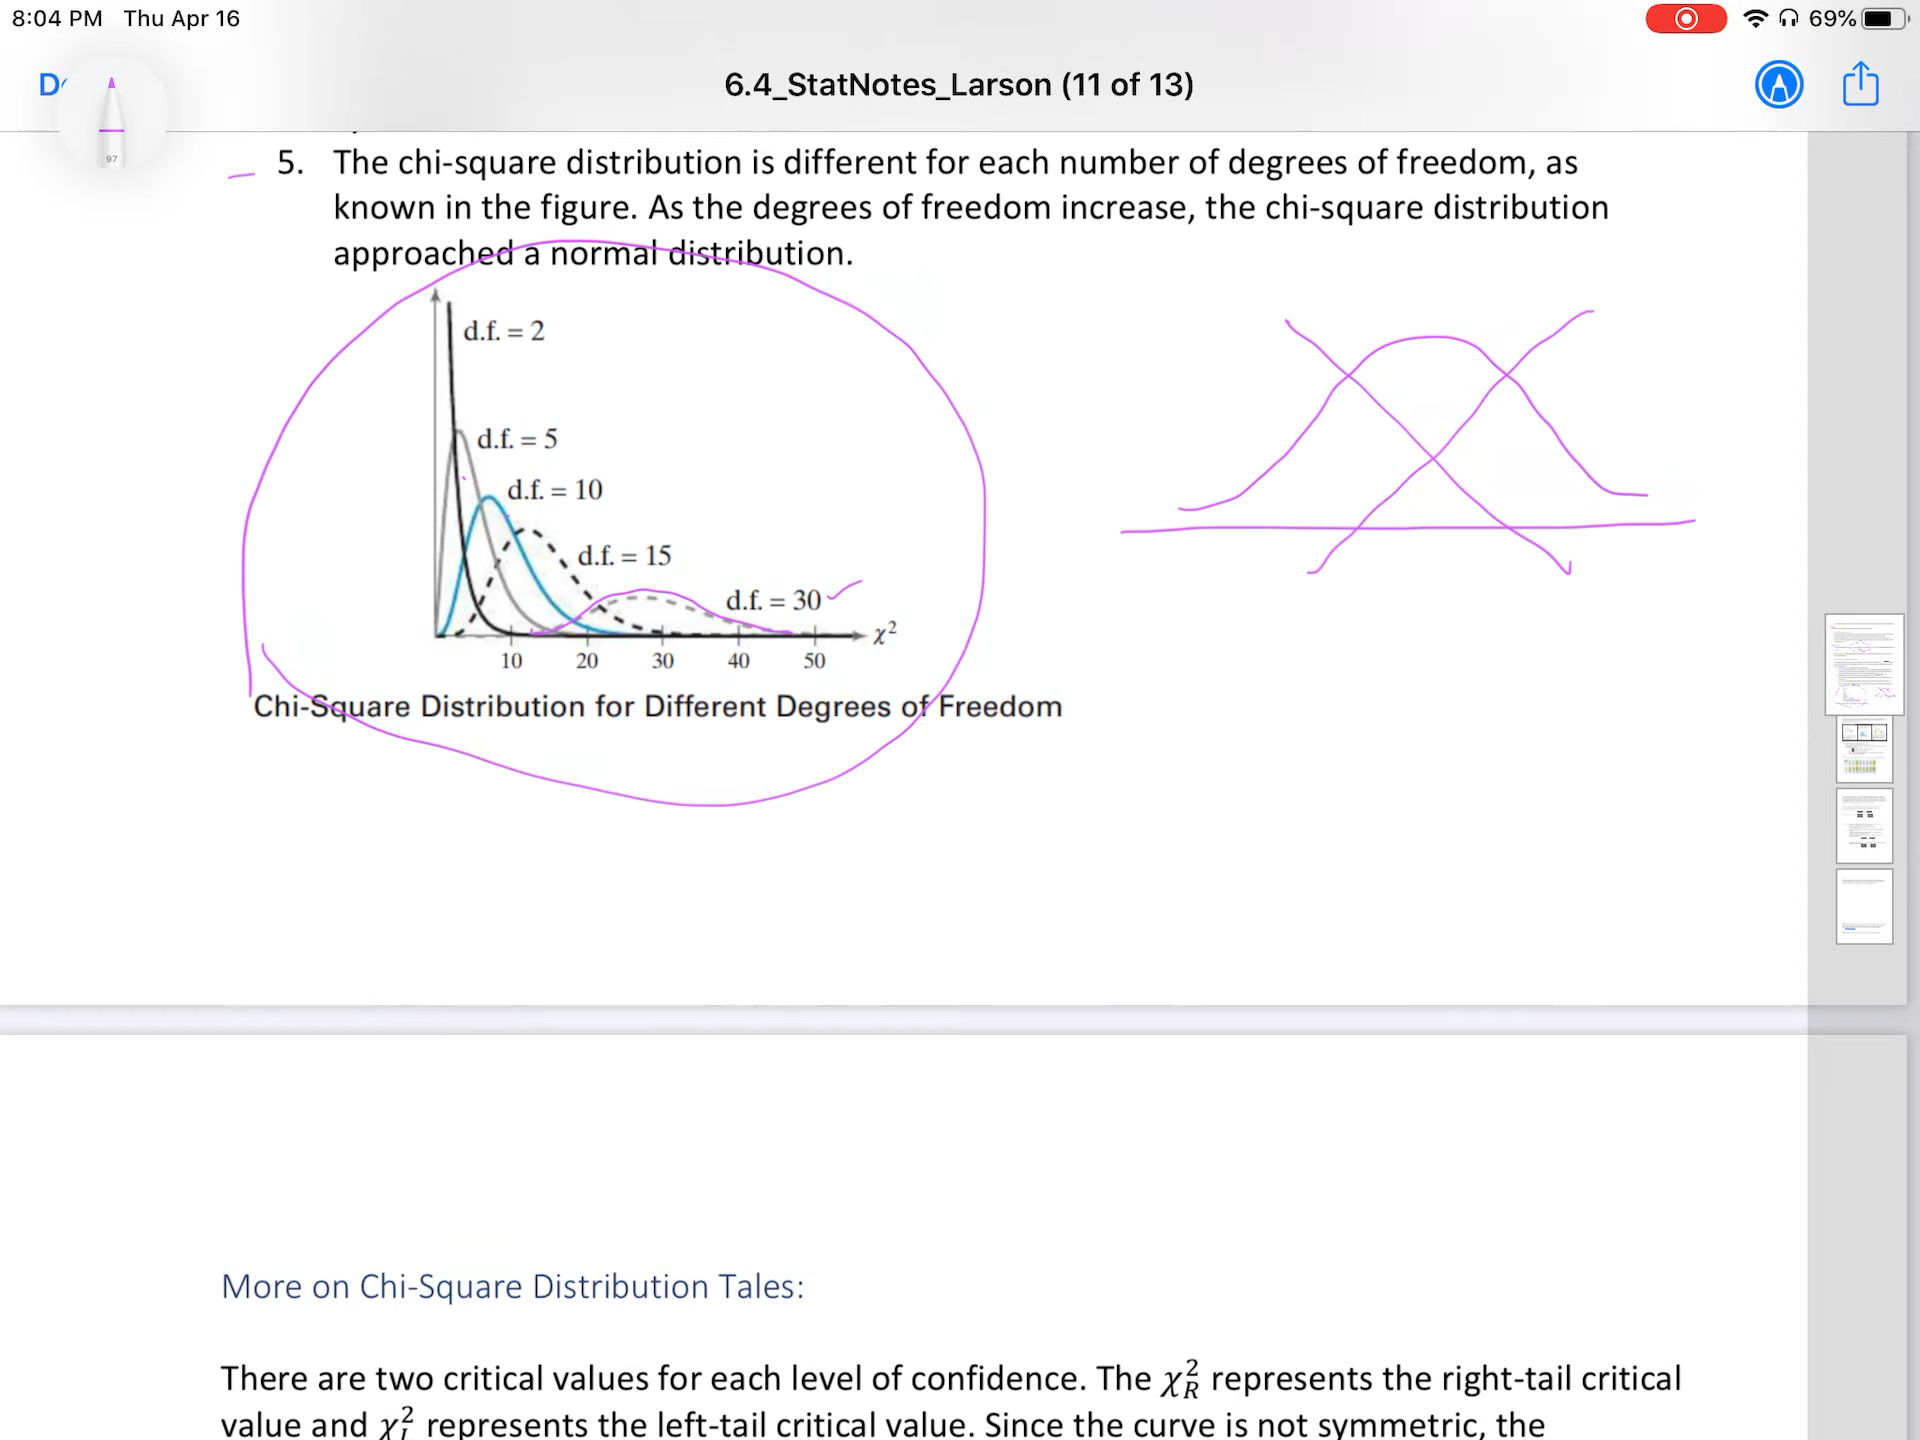 8:04 PM Thu Apr 16
69%
6.4_StatNotes_Larson (11 of 13)
97
5. The chi-square distribution is different for each number of degrees of freedom, as
known in the figure. As the degrees of freedom increase, the chi-square distribution
approached a normal distribution.
d.f. = 2
d.f. = 5
d.f. = 10
d.f. = 15
d.f. = 30
χ²
10 20 30 40 50
Chi-Square Distribution for Different Degrees of Freedom
More on Chi-Square Distribution Tales:
There are two critical values for each level of confidence. The χ²_R represents the right-tail critical
value and χ²_L represents the left-tail critical value. Since the curve is not symmetric, the